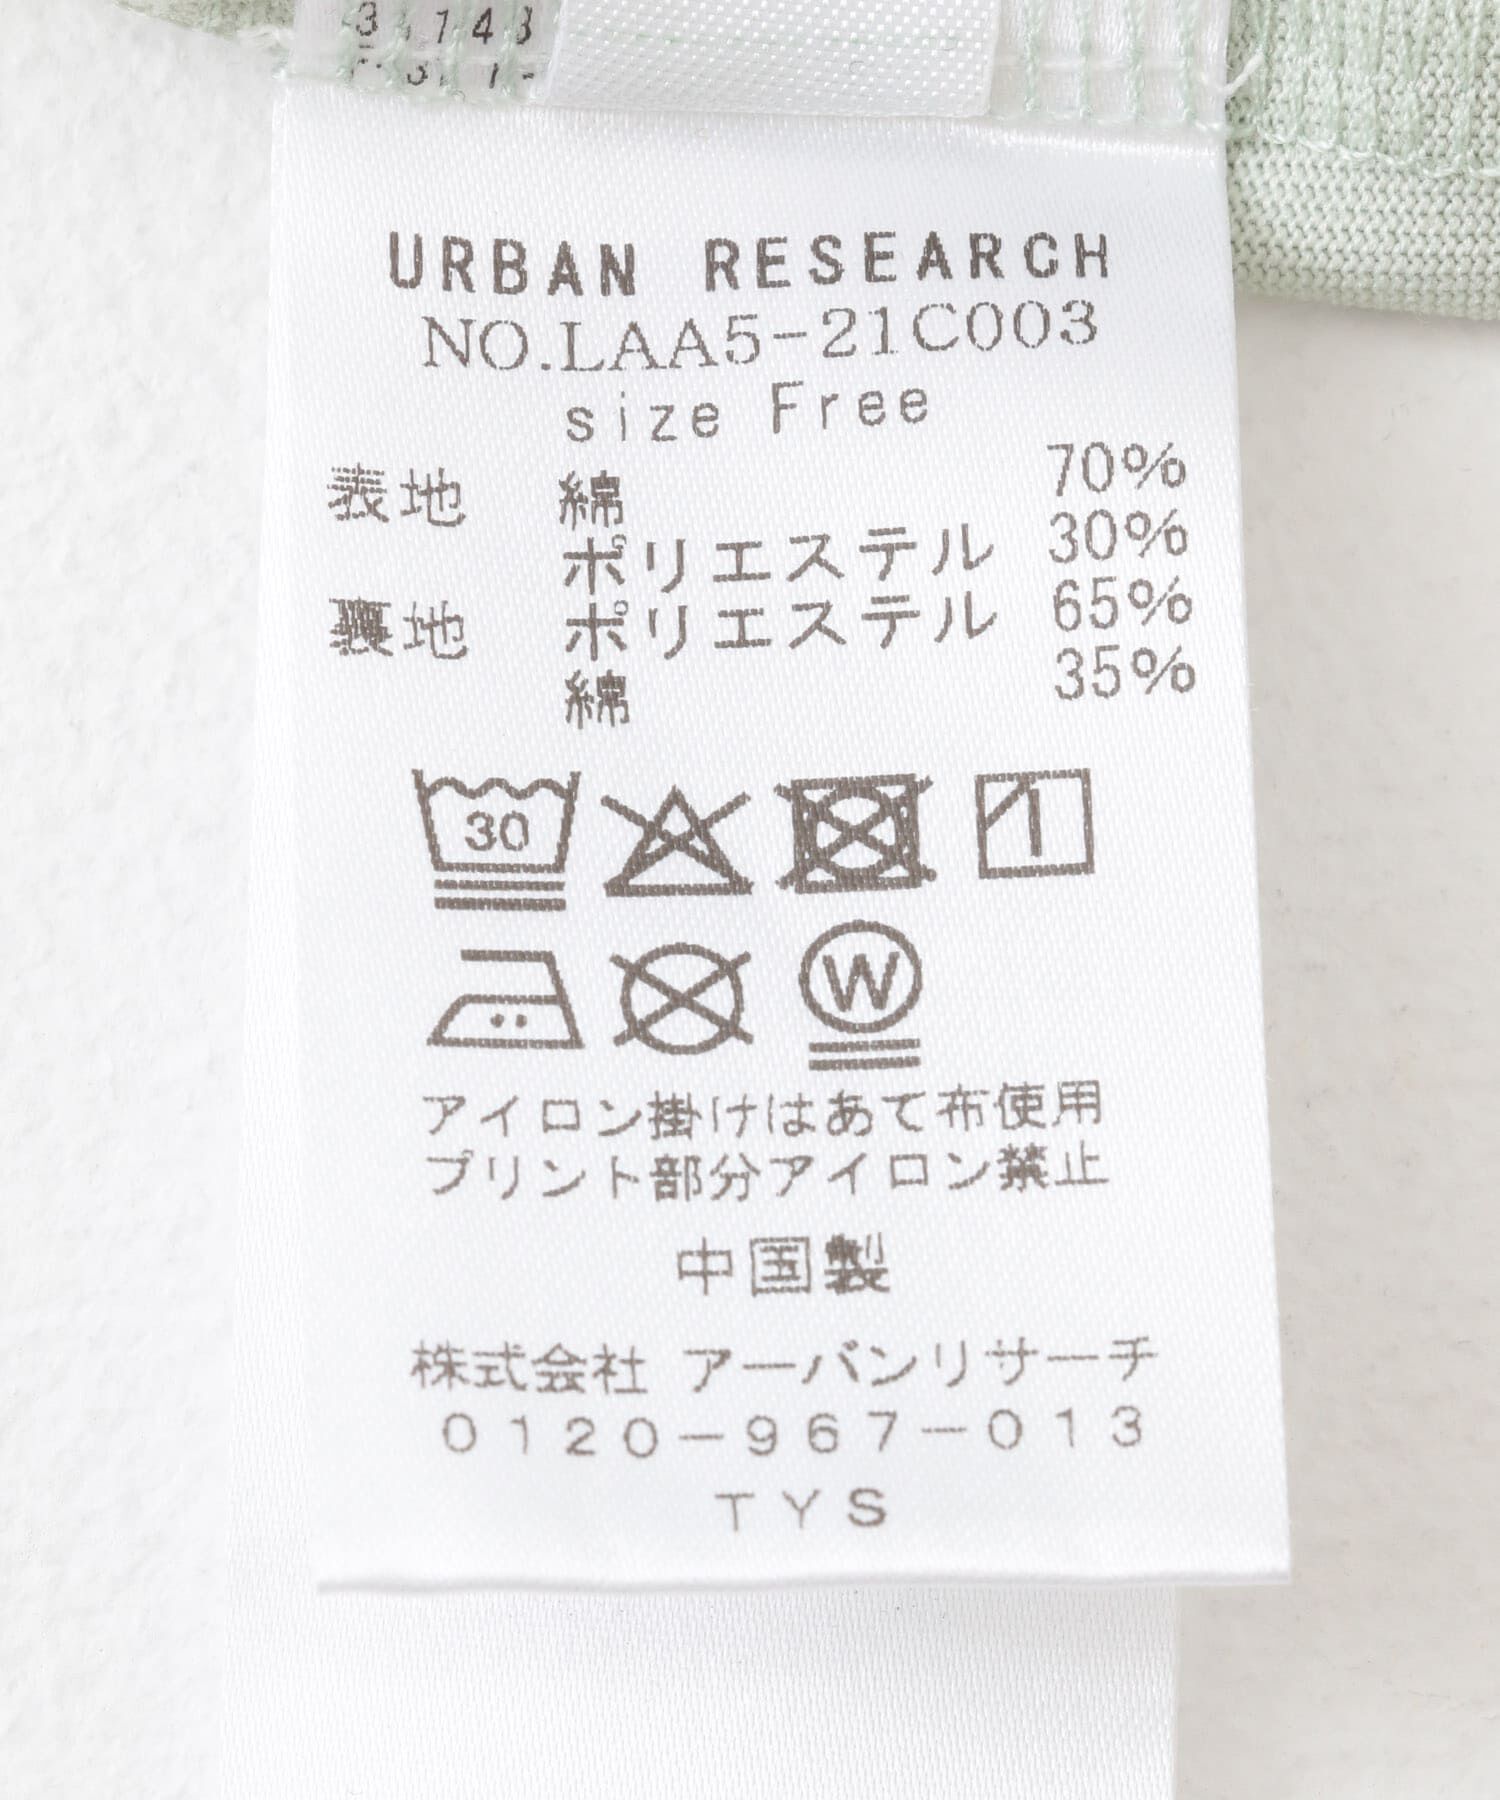 URBAN RESEARCH
NO.LAA5-21C003
size Free
表地 綿 70%
ポリエステル 30%
裏地 ポリエステル 65%
綿 35%
30
W
アイロン掛けはあて布使用
プリント部分アイロン禁止
中国製
株式会社 アーバンリサーチ
0120-967-013
TYS